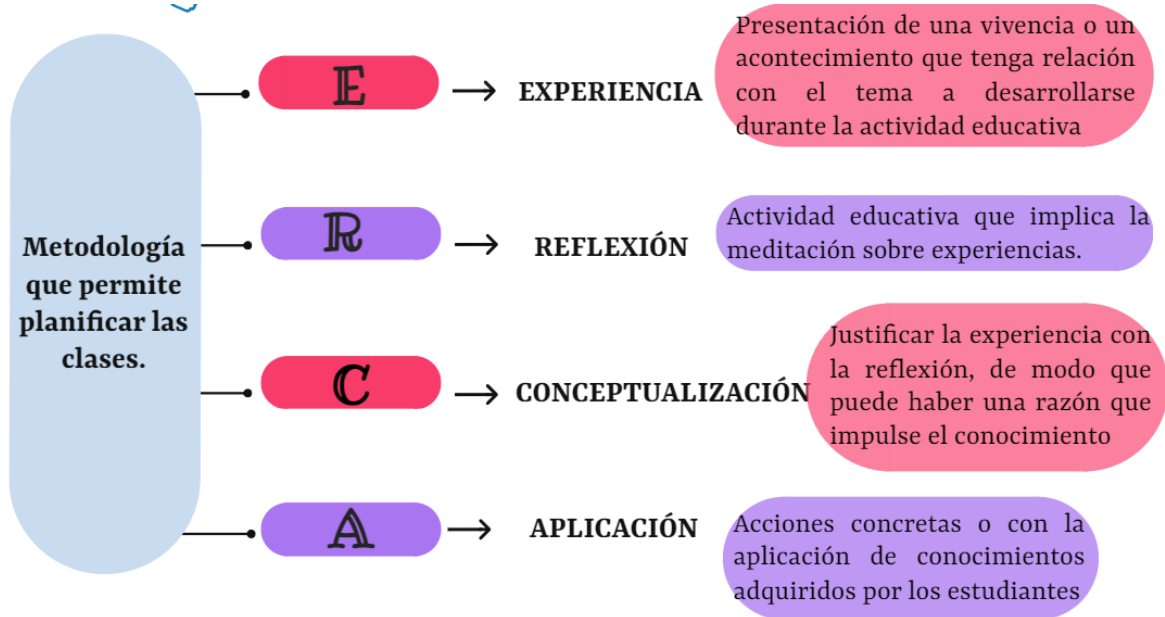 Metodología
que permite
planificar las
clases.
E
EXPERIENCIA
Presentación de una vivencia o un
acontecimiento que tenga relación
con el tema a desarrollarse
durante la actividad educativa
R
REFLEXIÓN
Actividad educativa que implica la
meditación sobre experiencias.
C
CONCEPTUALIZACIÓN
Justificar la experiencia con
la reflexión, de modo que
puede haber una razón que
impulse el conocimiento
A
APLICACIÓN
Acciones concretas o con la
aplicación de conocimientos
adquiridos por los estudiantes